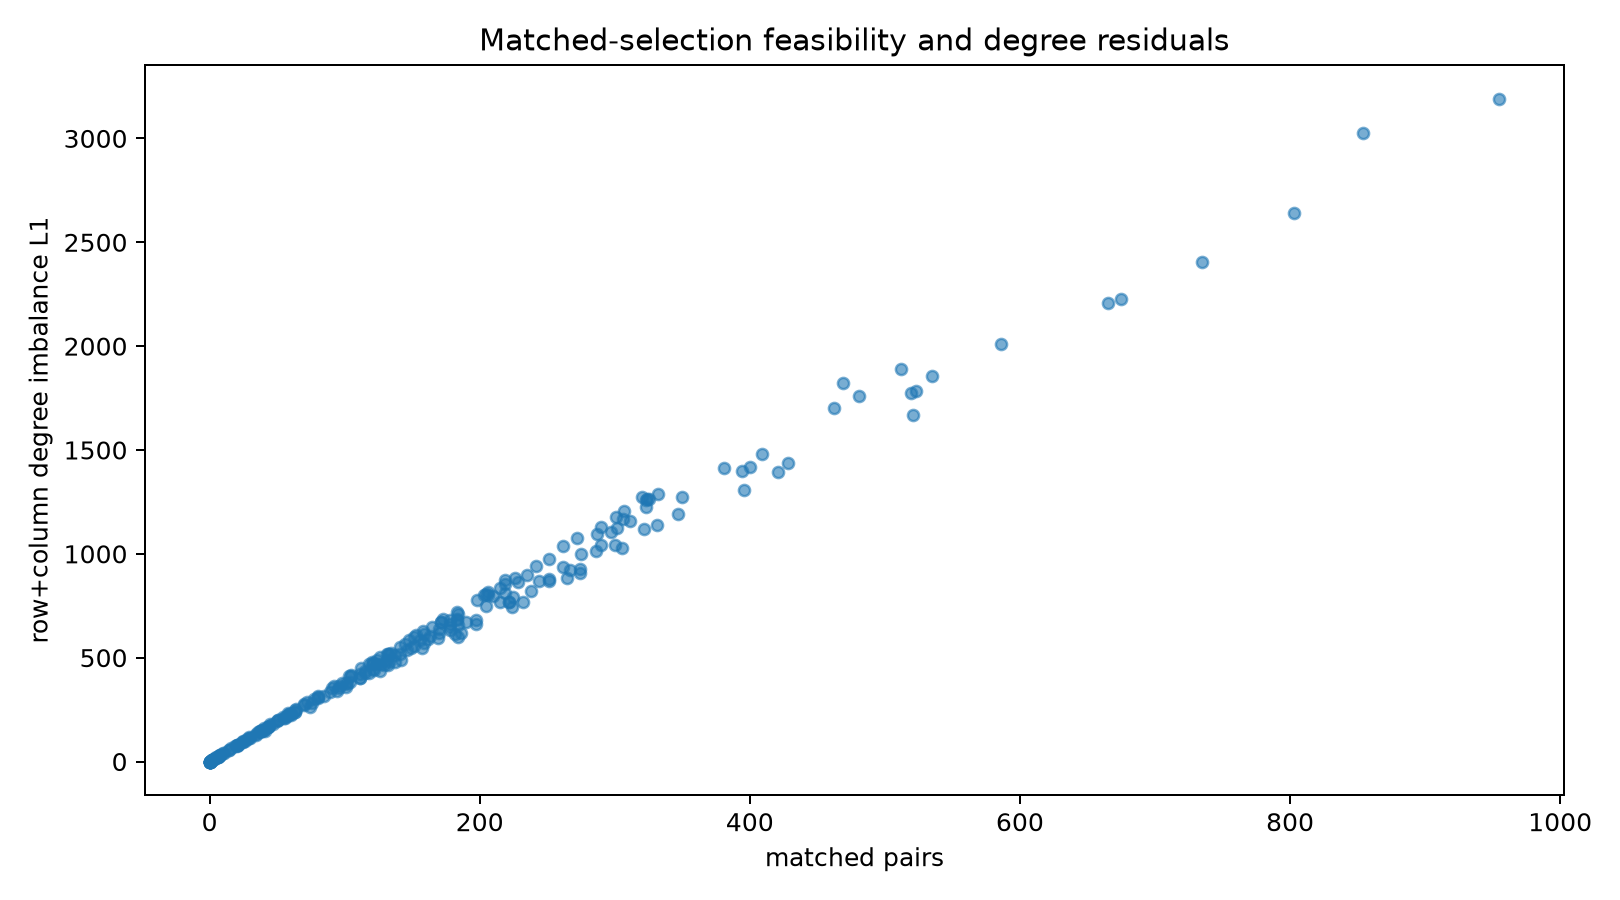 Matched-selection feasibility and degree residuals
row+column degree imbalance L1
3000
2500
2000
1500
1000
500
0
0 200 400 600 800 1000
matched pairs